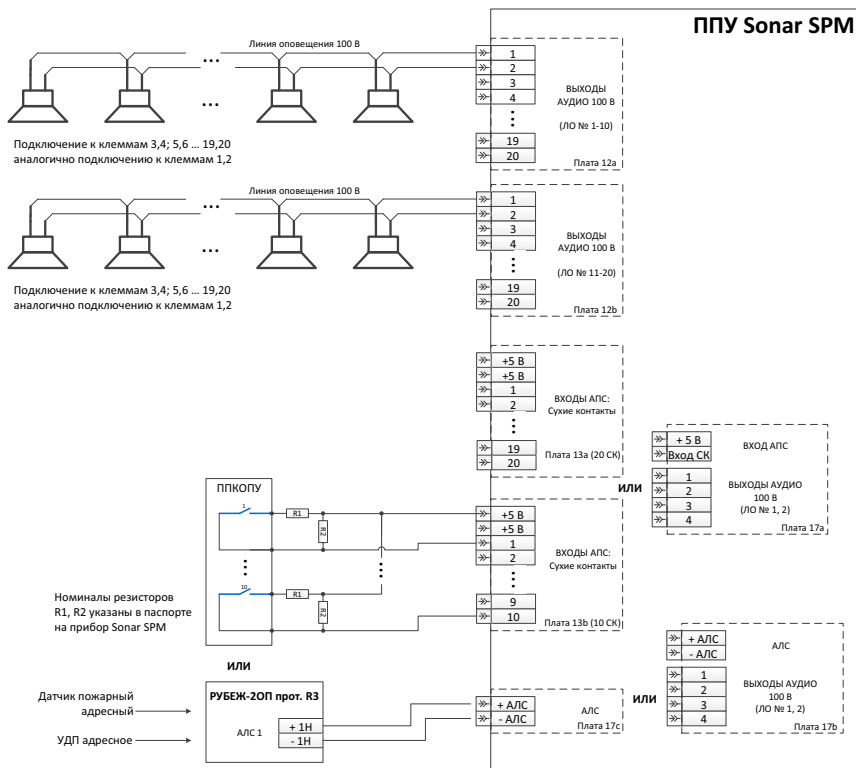 ППУ Sonar SPM
Линия оповещения 100 В
...
...
1
2
3
4
19
20
ВЫХОДЫ
АУДИО 100 В
(ЛО № 1-10)
Плата 12a
Подключение к клеммам 3,4; 5,6 ... 19,20
аналогично подключению к клеммам 1,2
Линия оповещения 100 В
...
...
1
2
3
4
19
20
ВЫХОДЫ
АУДИО 100 В
(ЛО № 11-20)
Плата 12b
Подключение к клеммам 3,4; 5,6 ... 19,20
аналогично подключению к клеммам 1,2
+5 В
+5 В
1
2
19
20
ВХОДЫ АПС:
Сухие контакты
Плата 13a (20 СК)
ИЛИ
+ 5 В
Вход СК
1
2
3
4
ВХОД АПС
ВЫХОДЫ АУДИО
100 В
(ЛО № 1, 2)
Плата 17a
ППКОПУ
1
R1
R2
10
R1
R2
+5 В
+5 В
1
2
9
10
ВХОДЫ АПС:
Сухие контакты
Плата 13b (10 СК)
Номиналы резисторов
R1, R2 указаны в паспорте
на прибор Sonar SPM
ИЛИ
Датчик пожарный
адресный
УДП адресное
РУБЕЖ-2ОП прот. R3
АЛС 1
+ 1Н
- 1Н
+ АЛС
- АЛС
АЛС
Плата 17c
ИЛИ
+ АЛС
- АЛС
1
2
3
4
АЛС
ВЫХОДЫ АУДИО
100 В
(ЛО № 1, 2)
Плата 17b